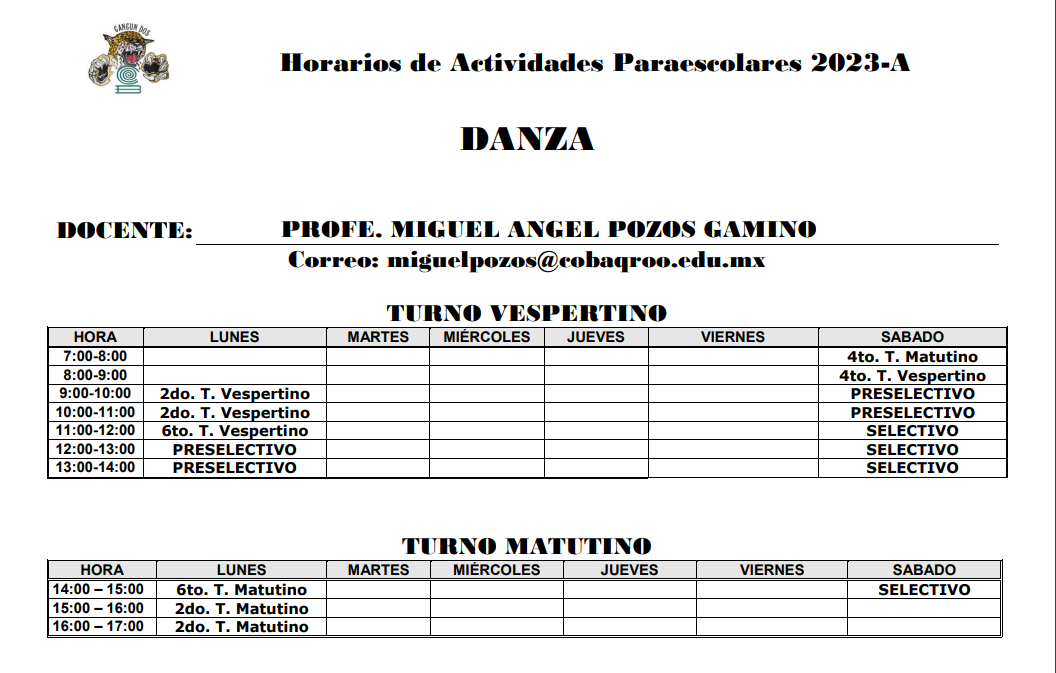 CANCUN DOS
Horarios de Actividades Paraescolares 2023-A
DANZA
DOCENTE: PROFE. MIGUEL ANGEL POZOS GAMINO
Correo: miguelpozos@cobaqroo.edu.mx
TURNO VESPERTINO
HORA LUNES MARTES MIÉRCOLES JUEVES VIERNES SABADO
7:00-8:00 4to. T. Matutino
8:00-9:00 4to. T. Vespertino
9:00-10:00 2do. T. Vespertino PRESELECTIVO
10:00-11:00 2do. T. Vespertino PRESELECTIVO
11:00-12:00 6to. T. Vespertino SELECTIVO
12:00-13:00 PRESELECTIVO SELECTIVO
13:00-14:00 PRESELECTIVO SELECTIVO
TURNO MATUTINO
HORA LUNES MARTES MIÉRCOLES JUEVES VIERNES SABADO
14:00 – 15:00 6to. T. Matutino SELECTIVO
15:00 – 16:00 2do. T. Matutino
16:00 – 17:00 2do. T. Matutino